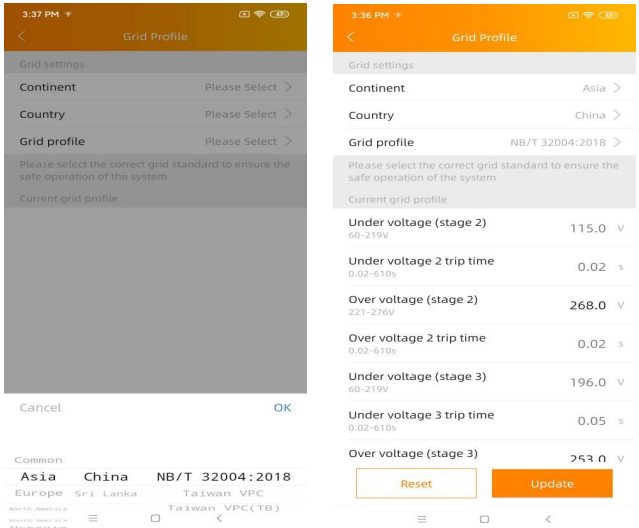 3:37 PM
42
Grid Profile
Grid settings
Continent Please Select
Country Please Select
Grid profile Please Select
Please select the correct grid standard to ensure the
safe operation of the system
Current grid profile
Cancel OK
Common
Asia China NB/T 32004:2018
Europe Sri Lanka Taiwan VPC
North America Taiwan VPC(TB)
South America
Oceania
3:36 PM
42
Grid Profile
Grid settings
Continent Asia
Country China
Grid profile NB/T 32004:2018
Please select the correct grid standard to ensure the
safe operation of the system
Current grid profile
Under voltage (stage 2) 115.0 V
60-219V
Under voltage 2 trip time 0.02 s
0.02-610s
Over voltage (stage 2) 268.0 V
221-276V
Over voltage 2 trip time 0.02 s
0.02-610s
Under voltage (stage 3) 196.0 V
60-219V
Under voltage 3 trip time 0.05 s
0.02-610s
Over voltage (stage 3) 253.0 V
Reset Update